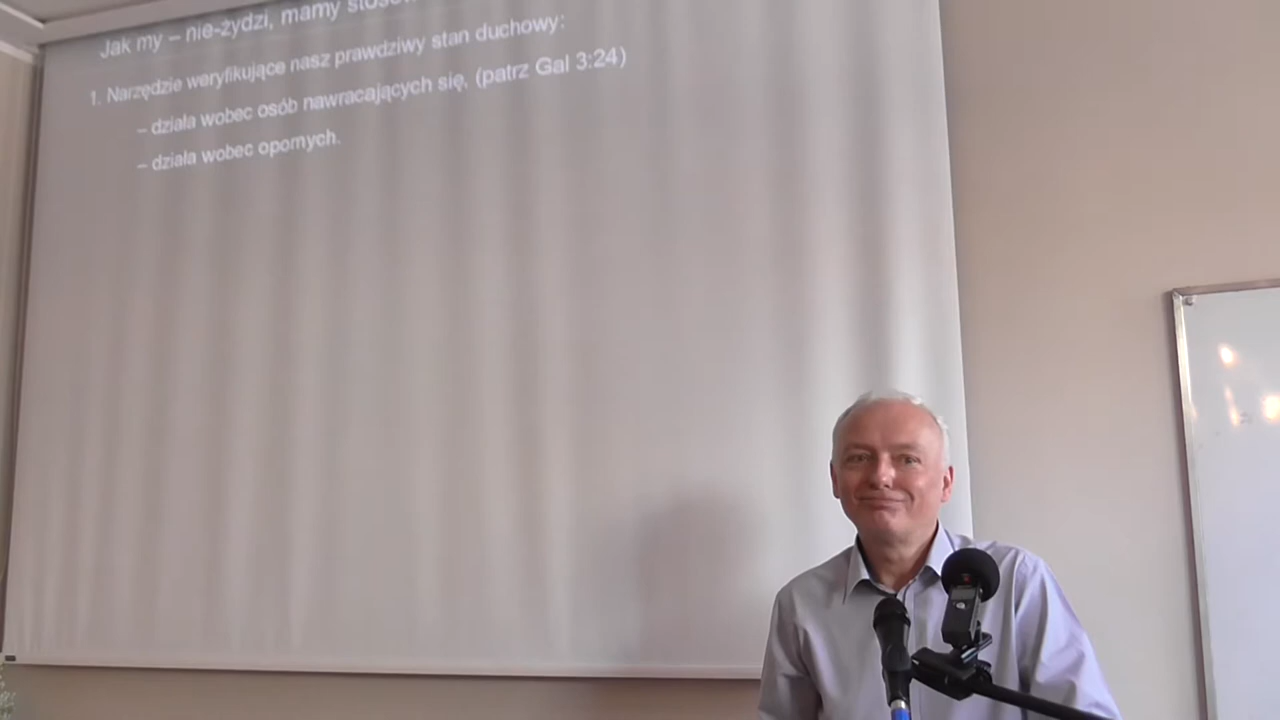 Jak my – nie-żydzi, mamy
1. Narzędzie weryfikujące nasz prawdziwy stan duchowy:
– działa wobec osób nawracających się, (patrz Gal 3:24)
– działa wobec opornych.